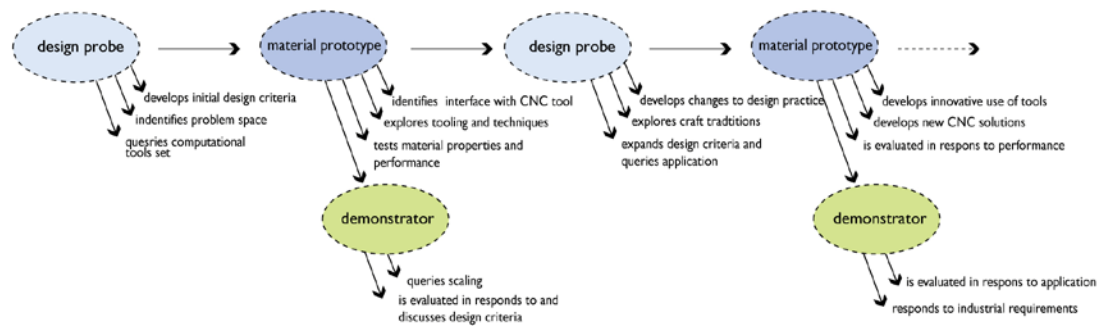 design probe
develops initial design criteria
indentifies problem space
quesries computational
tools set
material prototype
identifies interface with CNC tool
explores tooling and techniques
tests material properties and
performance
demonstrator
queries scaling
is evaluated in responds to and
discusses design criteria
design probe
develops changes to design practice
explores craft traditions
expands design criteria and
queries application
material prototype
develops innovative use of tools
develops new CNC solutions
is evaluated in respons to performance
demonstrator
is evaluated in respons to application
responds to industrial requirements